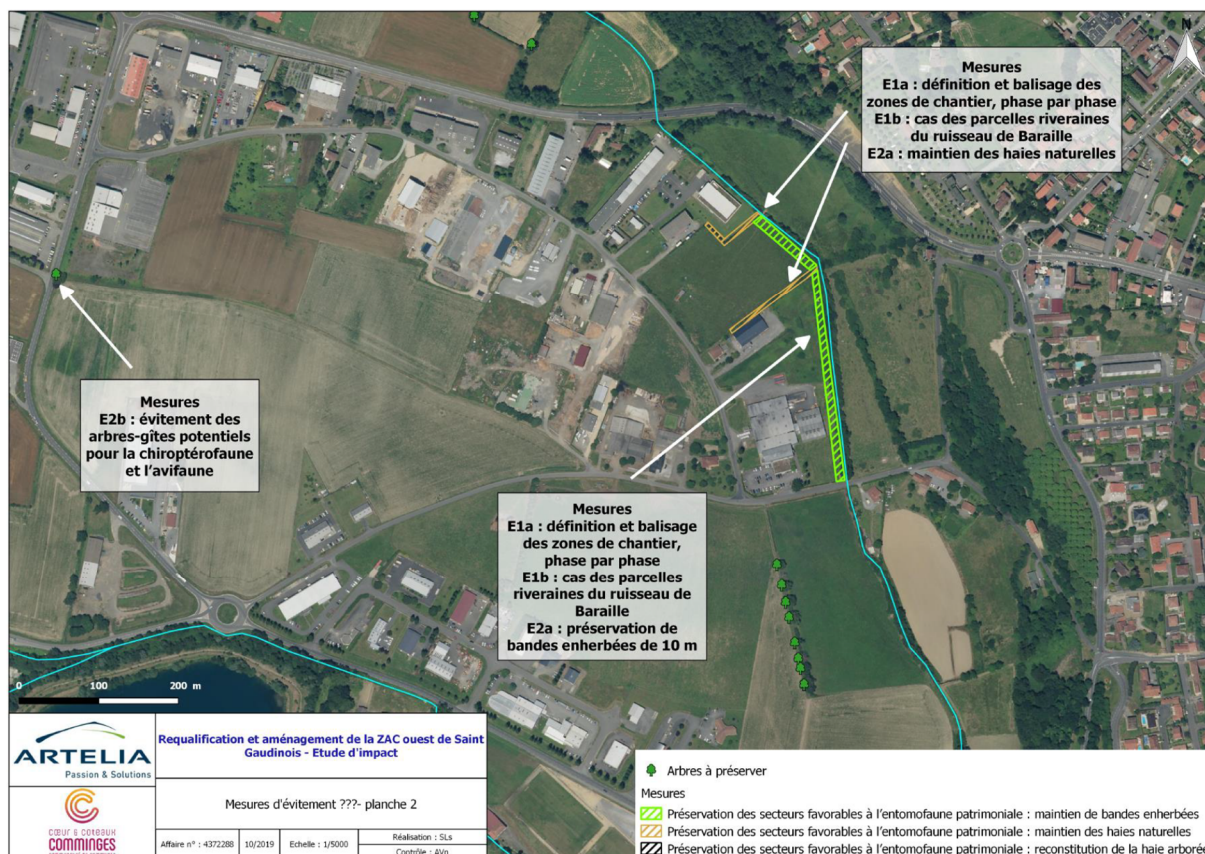 N
Mesures
E1a : définition et balisage des
zones de chantier, phase par phase
E1b : cas des parcelles riveraines
du ruisseau de Baraille
E2a : maintien des haies naturelles
Mesures
E2b : évitement des
arbres-gîtes potentiels
pour la chiroptérofaune
et l'avifaune
Mesures
E1a : définition et balisage
des zones de chantier,
phase par phase
E1b : cas des parcelles
riveraines du ruisseau de
Baraille
E2a : préservation de
bandes enherbées de 10 m
0 100 200 m
ARTELIA
Passion & Solutions
Requalification et aménagement de la ZAC ouest de Saint
Gaudinois - Etude d'impact
Mesures d'évitement ???- planche 2
CŒUR & COTEAUX
COMMINGES
Affaire n° : 4372288
10/2019
Echelle : 1/5000
Réalisation : SLs
Contrôle : AVn
Arbres à préserver
Mesures
Préservation des secteurs favorables à l'entomofaune patrimoniale : maintien de bandes enherbées
Préservation des secteurs favorables à l'entomofaune patrimoniale : maintien des haies naturelles
Préservation des secteurs favorables à l'entomofaune patrimoniale : reconstitution de la haie arborée